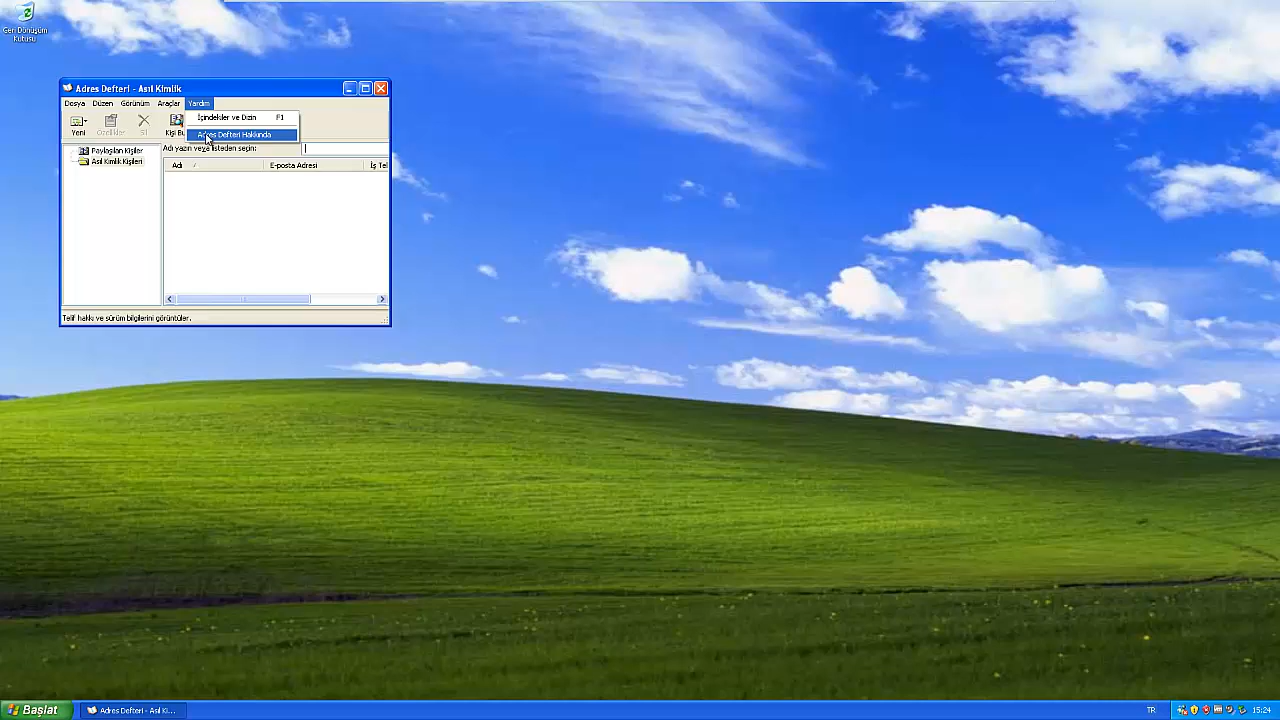 Geri Dönüşüm
Kutusu
Adres Defteri - Asıl Kimlik
Dosya Düzen Görünüm Araçlar Yardım
İçindekiler ve Dizin F1
Adres Defteri Hakkında
Yeni Özellikler Sil Kişi Bu
Adı yazın veya listeden seçin:
Paylaşılan Kişiler
Asıl Kimlik Kişileri
Adı E-posta Adresi İş Tel
Telif hakkı ve sürüm bilgilerini görüntüler.
Başlat
Adres Defteri - Asıl Ki...
TR
15:24